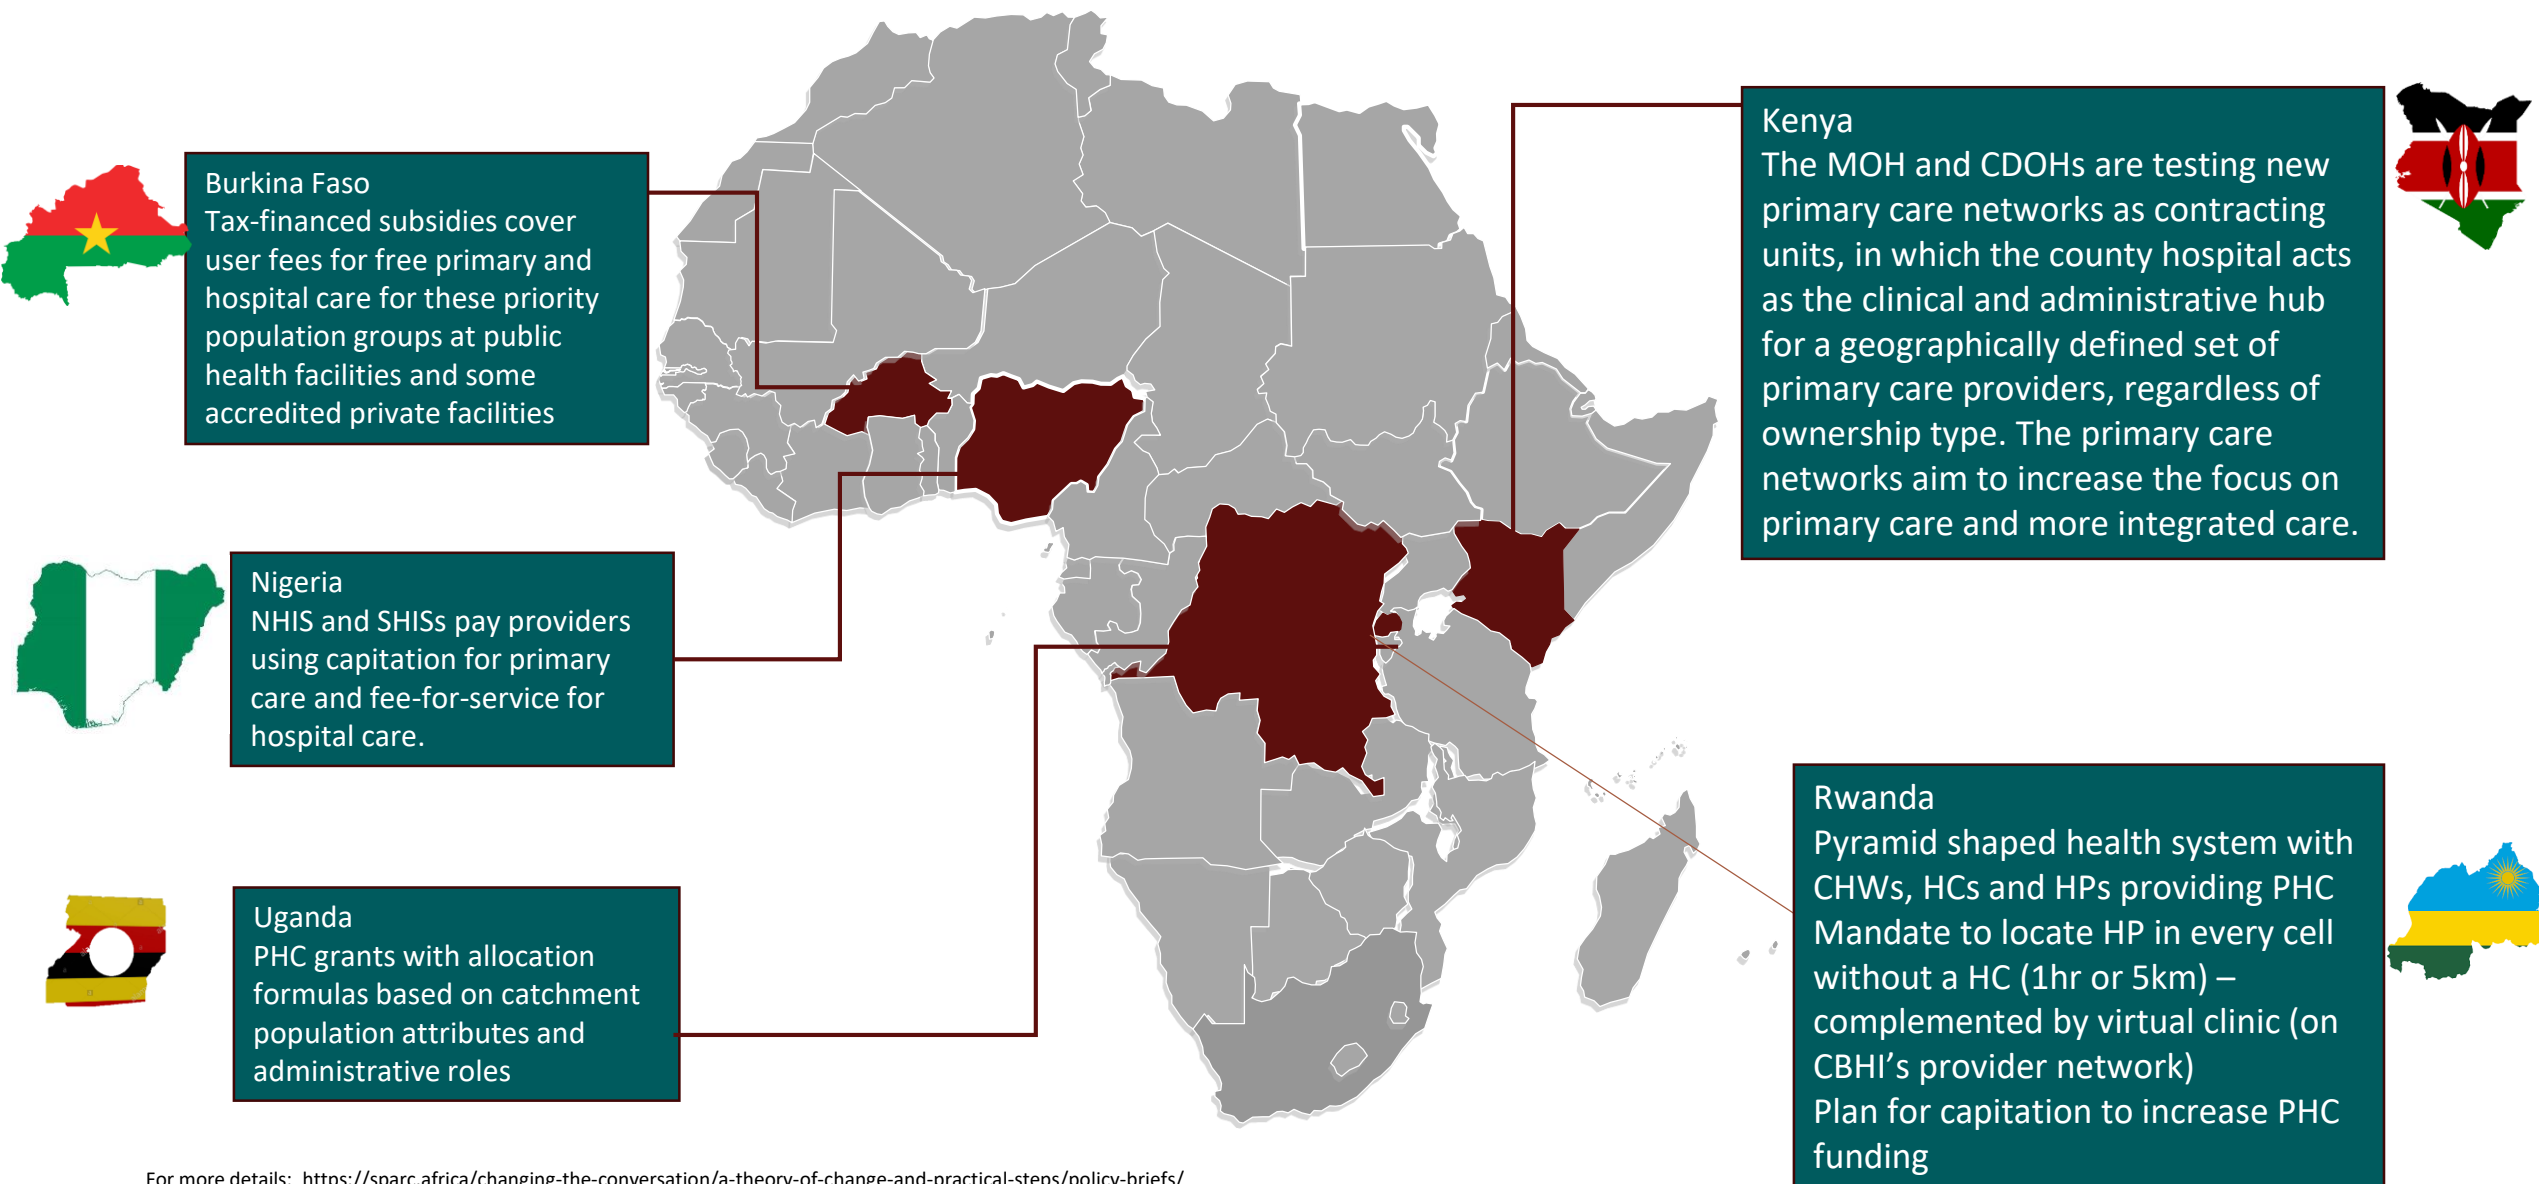 Burkina Faso
Tax-financed subsidies cover
user fees for free primary and
hospital care for these priority
population groups at public
health facilities and some
accredited private facilities
Nigeria
NHIS and SHISs pay providers
using capitation for primary
care and fee-for-service for
hospital care.
Uganda
PHC grants with allocation
formulas based on catchment
population attributes and
administrative roles
Kenya
The MOH and CDOHs are testing new
primary care networks as contracting
units, in which the county hospital acts
as the clinical and administrative hub
for a geographically defined set of
primary care providers, regardless of
ownership type. The primary care
networks aim to increase the focus on
primary care and more integrated care.
Rwanda
Pyramid shaped health system with
CHWs, HCs and HPs providing PHC
Mandate to locate HP in every cell
without a HC (1hr or 5km) –
complemented by virtual clinic (on
CBHI’s provider network)
Plan for capitation to increase PHC
funding
For more details: https://sparc.africa/changing-the-conversation/a-theory-of-change-and-practical-steps/policy-briefs/